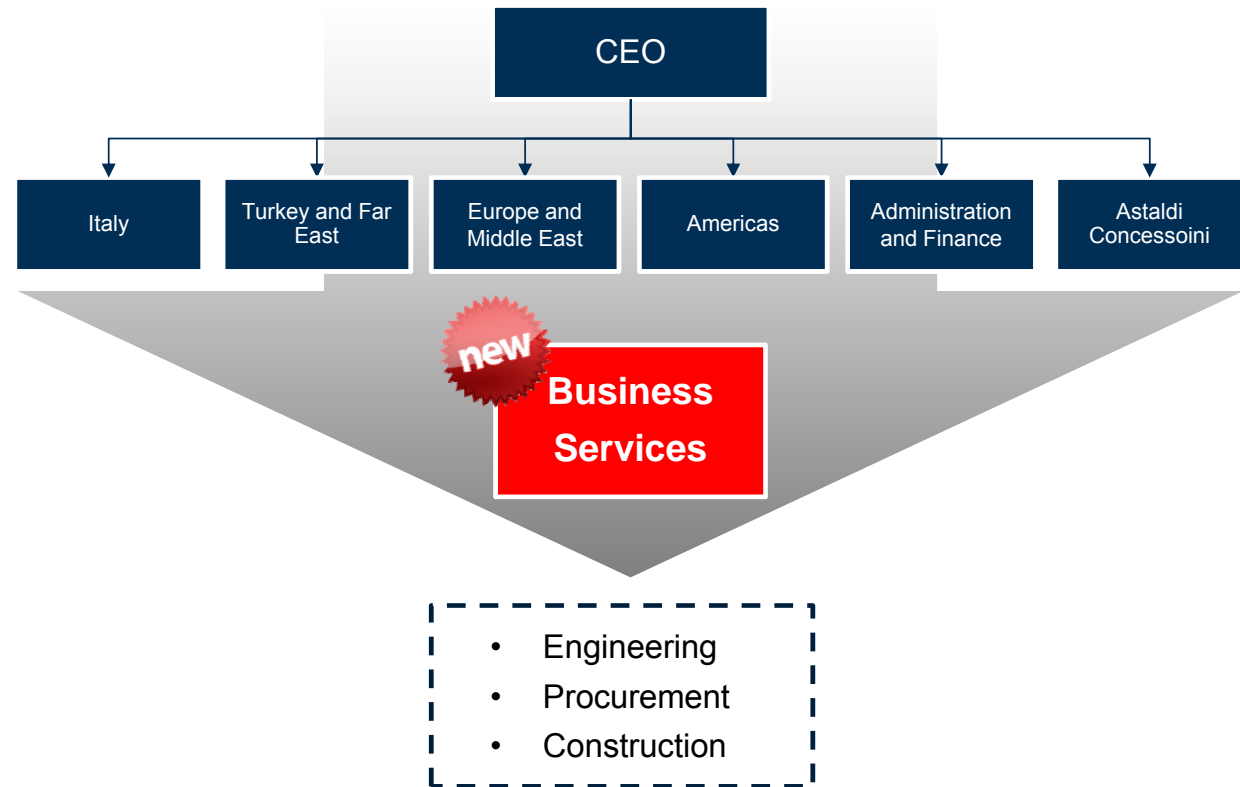 CEO
Italy
Turkey and Far
East
Europe and
Middle East
Americas
Administration
and Finance
Astaldi
Concessoini
new
Business
Services
• Engineering
• Procurement
• Construction